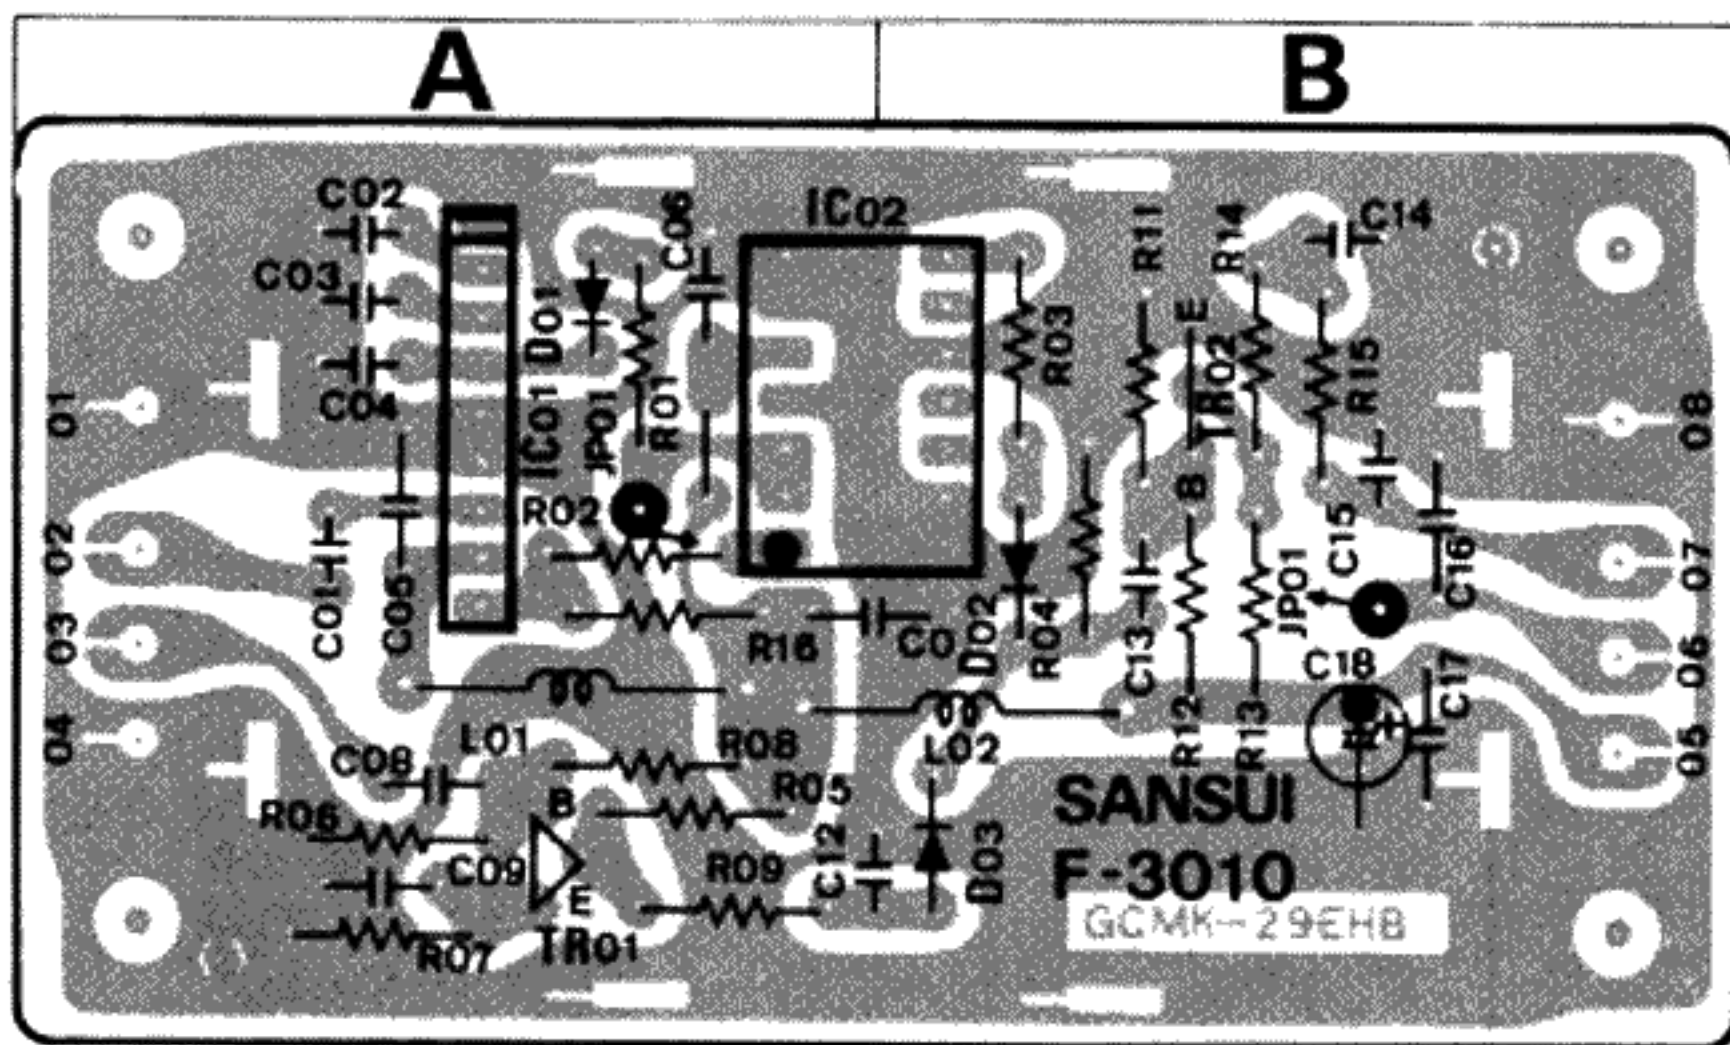 A
B
C02
C06
IC02
C14
R11
R14
C03
D01
E
R03
TR02
R15
01
C04
IC01
JP01
R01
08
B
R02
C15
02
C16
07
03
C01
C05
R16
C0
D02
R04
C13
JP01
06
C18
C17
04
L01
R08
L02
R12
R13
05
C08
R05
SANSUI
R06
B
F-3010
C09
R09
C12
D03
E
GCMK-29EHB
R07
TR01